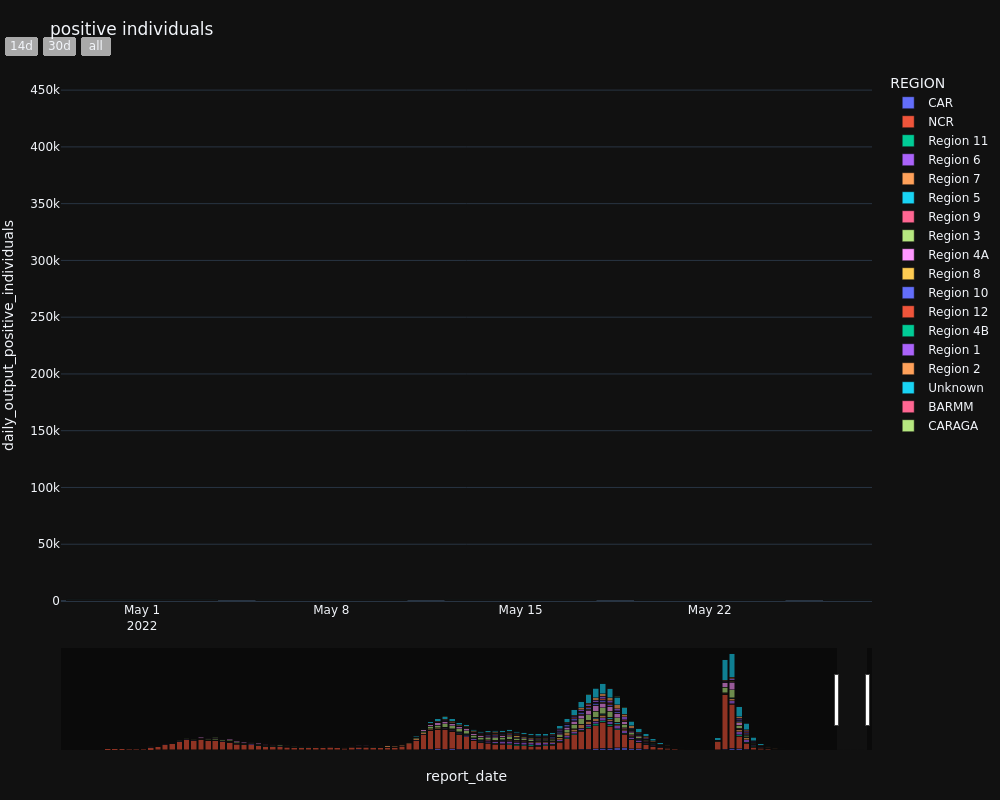 positive individuals
14d 30d all
daily_output_positive_individuals
450k
400k
350k
300k
250k
200k
150k
100k
50k
0
May 1 May 8 May 15 May 22
2022
report_date
REGION
CAR
NCR
Region 11
Region 6
Region 7
Region 5
Region 9
Region 3
Region 4A
Region 8
Region 10
Region 12
Region 4B
Region 1
Region 2
Unknown
BARMM
CARAGA